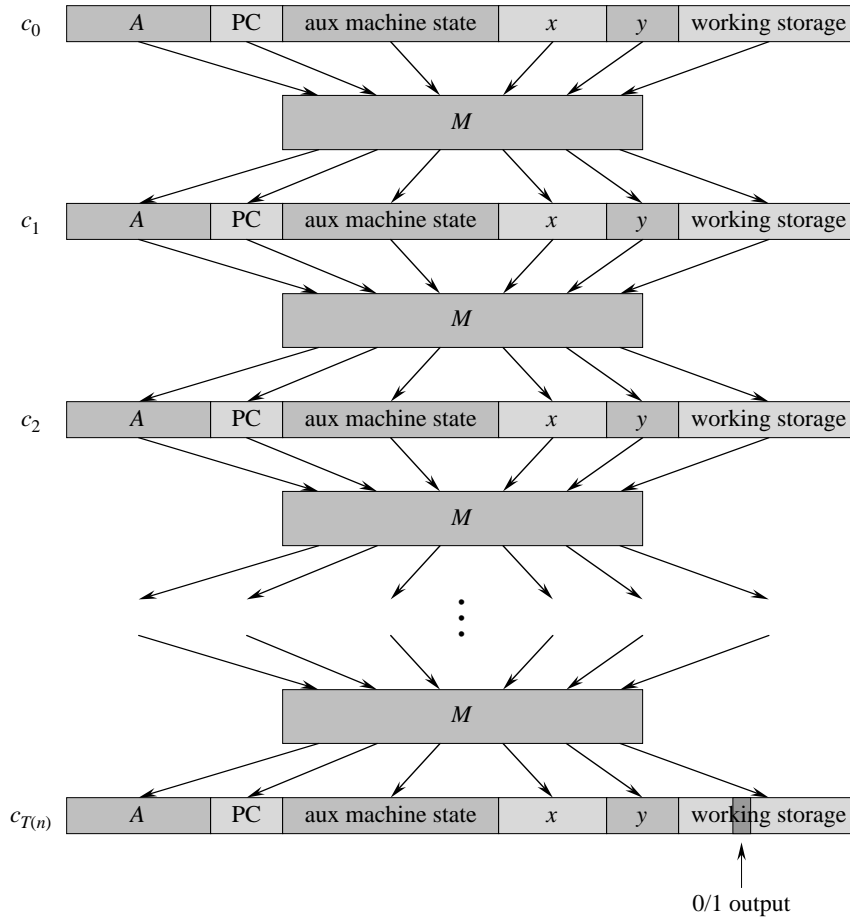 c0 A PC aux machine state x y working storage
M
c1 A PC aux machine state x y working storage
M
c2 A PC aux machine state x y working storage
M
M
cT(n) A PC aux machine state x y working storage
0/1 output